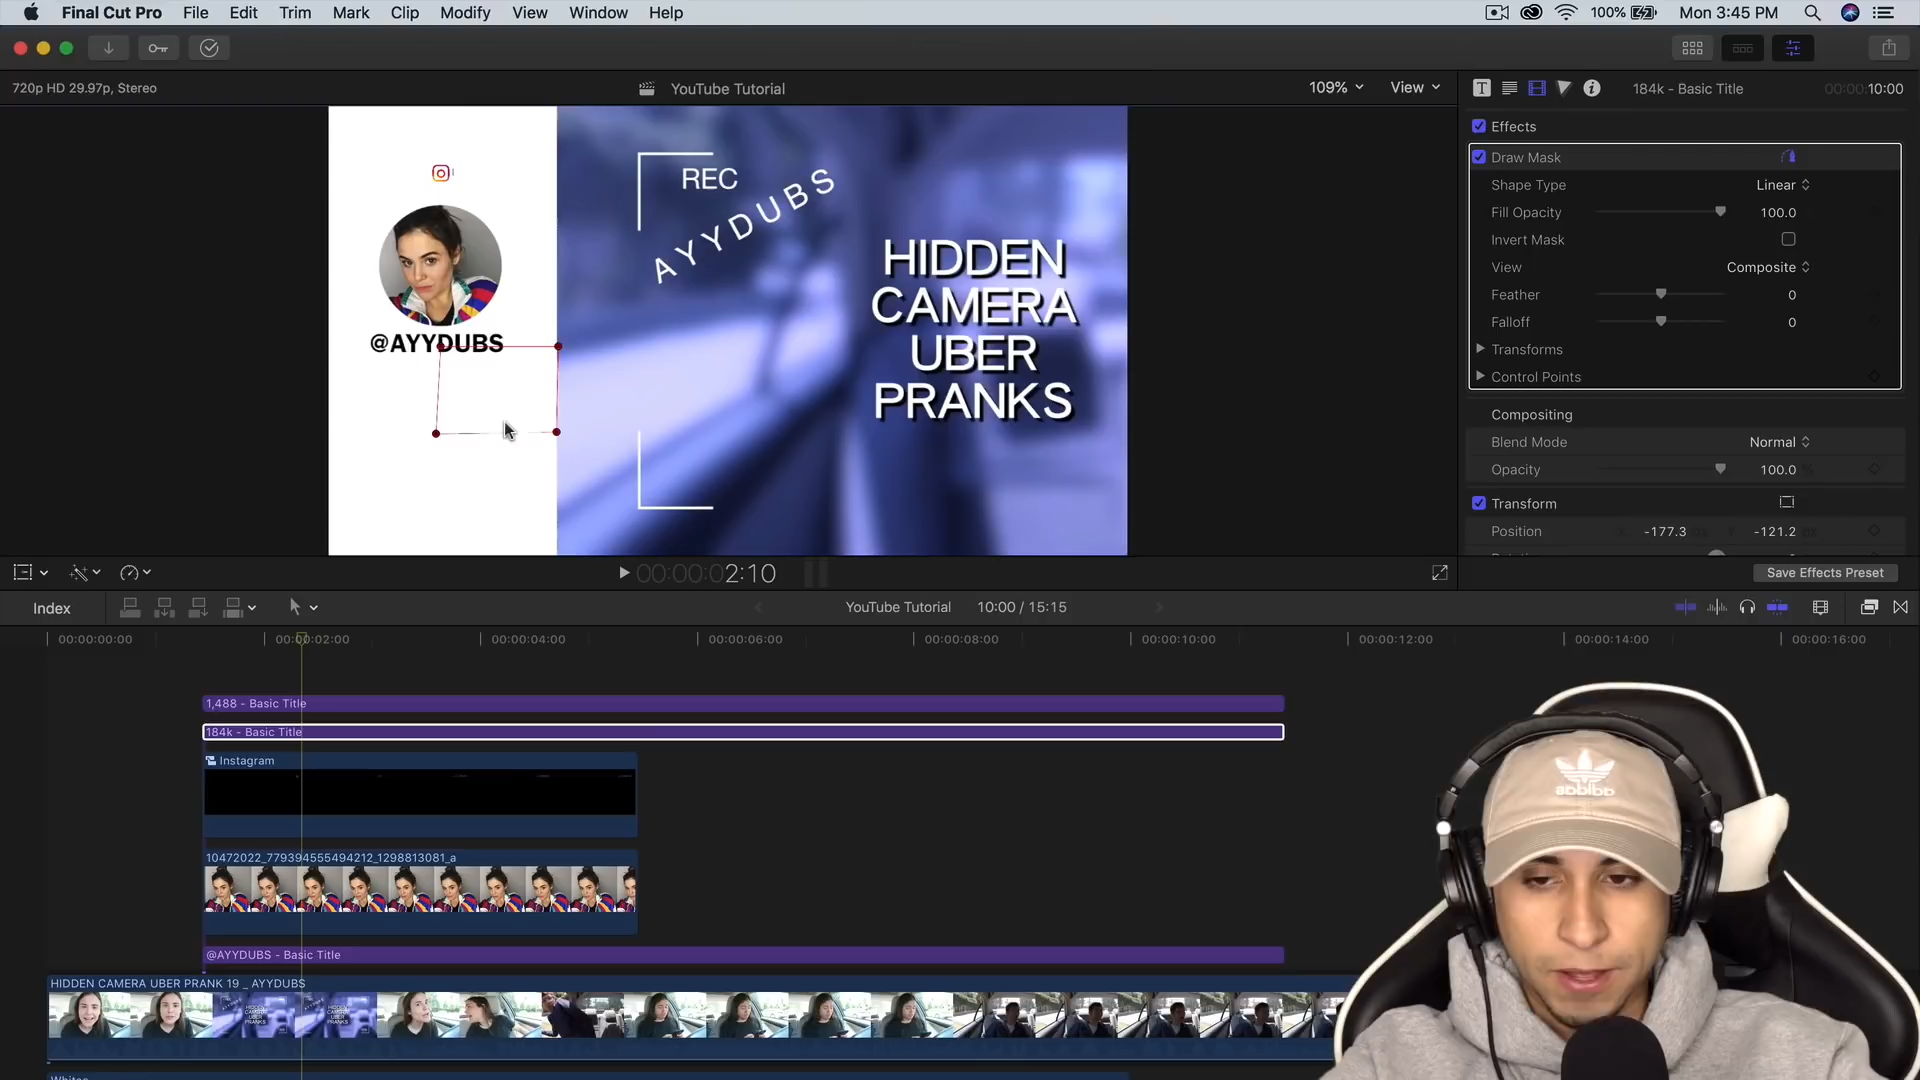 Final Cut Pro File Edit Trim Mark Clip Modify View Window Help
100% Mon 3:45 PM
720p HD 29.97p, Stereo
YouTube Tutorial
109% View
184k - Basic Title
00:00:10:00
REC
AYYDUBS
HIDDEN
CAMERA
UBER
PRANKS
@AYYDUBS
Effects
Draw Mask
Shape Type Linear
Fill Opacity 100.0
Invert Mask
View Composite
Feather 0
Falloff 0
Transforms
Control Points
Compositing
Blend Mode Normal
Opacity 100.0 %
Transform
Position X -177.3 px Y -121.2 px
00:00:02:10
Save Effects Preset
Index
YouTube Tutorial 10:00 / 15:15
00:00:00:00 00:00:02:00 00:00:04:00 00:00:06:00 00:00:08:00 00:00:10:00 00:00:12:00 00:00:14:00 00:00:16:00
1,488 - Basic Title
184k - Basic Title
Instagram
10472022_779394555494212_1298813081_a
@AYYDUBS - Basic Title
HIDDEN CAMERA UBER PRANK 19 _ AYYDUBS
adidas